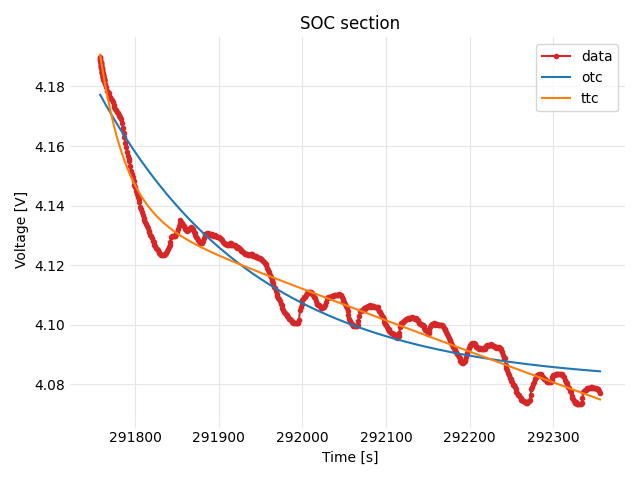 SOC section
data
otc
ttc
Voltage [V]
4.18
4.16
4.14
4.12
4.10
4.08
291800 291900 292000 292100 292200 292300
Time [s]